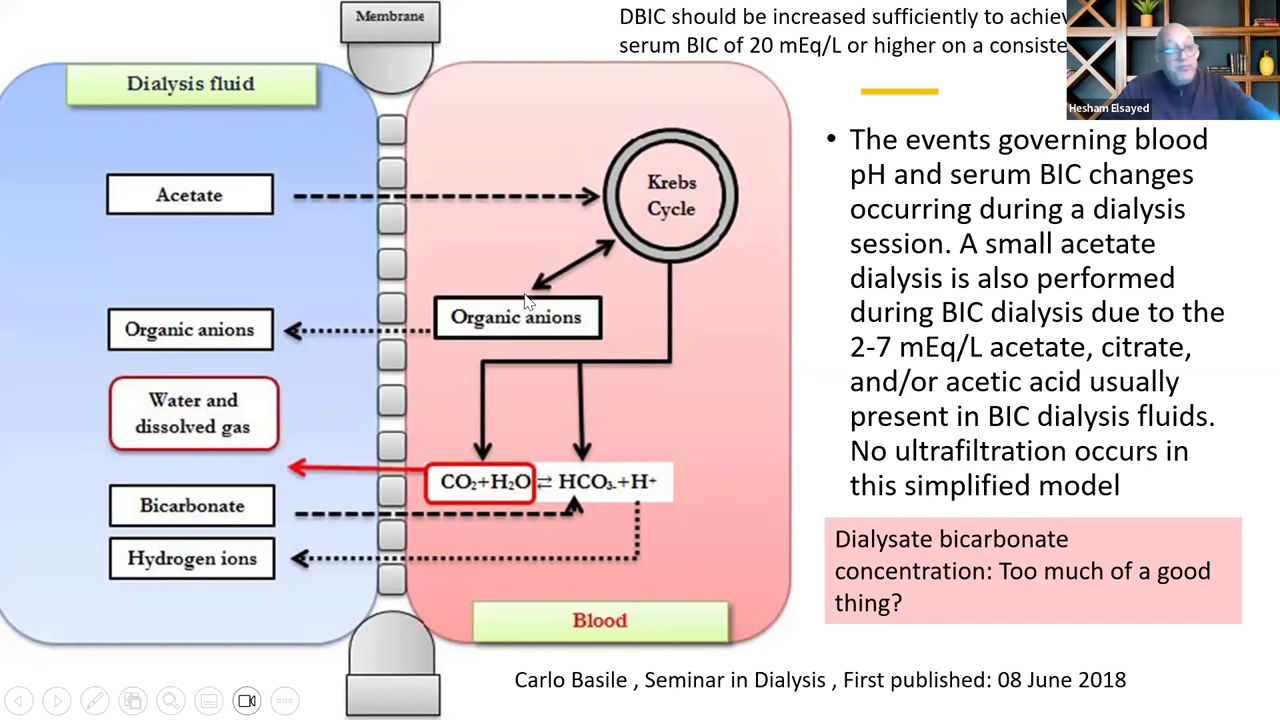 Membrane
DBIC should be increased sufficiently to
serum BIC of 20 mEq/L or higher on a
Hesham Elsayed
Dialysis fluid
Acetate
Krebs
Cycle
Organic anions
Organic anions
Water and
dissolved gas
CO₂+H₂O ⇄ HCO₃-+H⁺
Bicarbonate
Hydrogen ions
Blood
• The events governing blood
pH and serum BIC changes
occurring during a dialysis
session. A small acetate
dialysis is also performed
during BIC dialysis due to the
2-7 mEq/L acetate, citrate,
and/or acetic acid usually
present in BIC dialysis fluids.
No ultrafiltration occurs in
this simplified model
Dialysate bicarbonate
concentration: Too much of a good
thing?
Carlo Basile , Seminar in Dialysis , First published: 08 June 2018